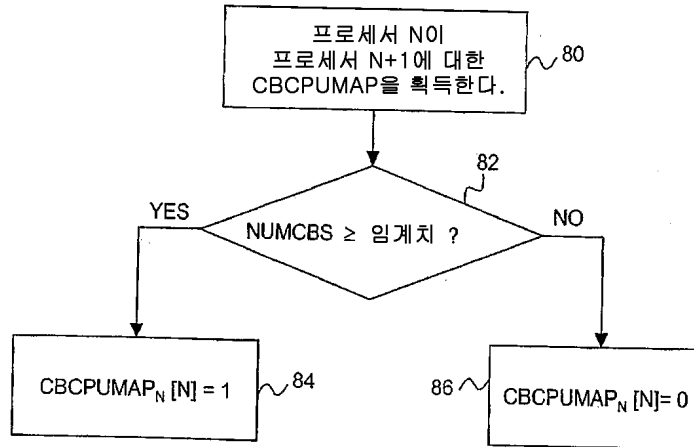 프로세서 N이
프로세서 N+1에 대한
CBCPUMAP을 획득한다.
80
82
YES
NUMCBS ≥ 임계치 ?
NO
CBCPUMAP_N [N] = 1
84
86
CBCPUMAP_N [N]= 0